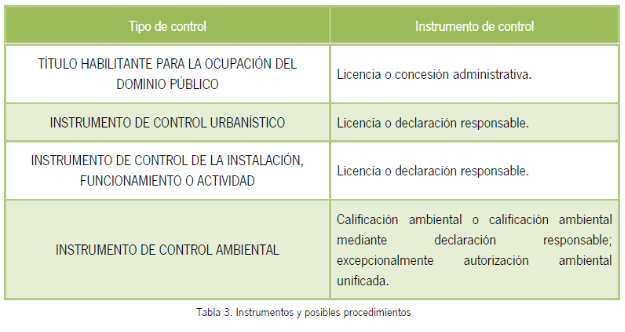 Tipo de control
Instrumento de control
TÍTULO HABILITANTE PARA LA OCUPACIÓN DEL
DOMINIO PÚBLICO
Licencia o concesión administrativa.
INSTRUMENTO DE CONTROL URBANÍSTICO
Licencia o declaración responsable.
INSTRUMENTO DE CONTROL DE LA INSTALACIÓN,
FUNCIONAMIENTO O ACTIVIDAD
Licencia o declaración responsable.
INSTRUMENTO DE CONTROL AMBIENTAL
Calificación ambiental o calificación ambiental
mediante declaración responsable;
excepcionalmente autorización ambiental
unificada.
Tabla 3. Instrumentos y posibles procedimientos